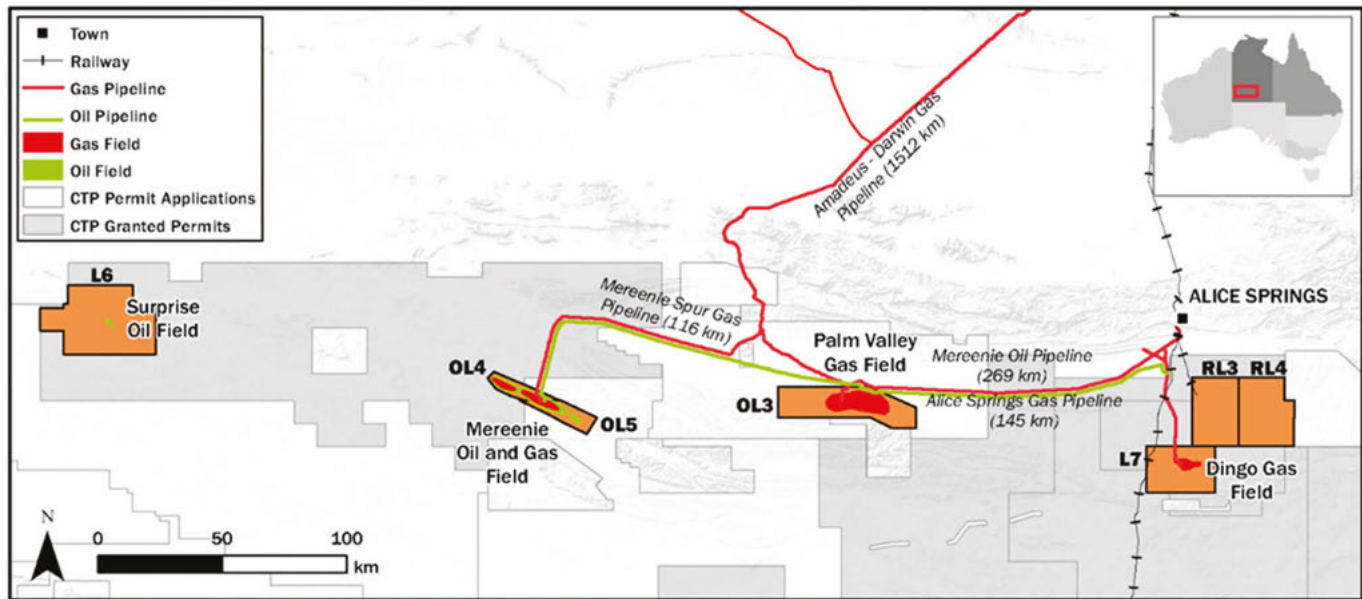 Town
Railway
Gas Pipeline
Oil Pipeline
Gas Field
Oil Field
CTP Permit Applications
CTP Granted Permits
Amadeus - Darwin Gas
Pipeline (1512 km)
L6
Surprise
Oil Field
Mereenie Spur Gas
Pipeline (116 km)
ALICE SPRINGS
Palm Valley
Gas Field
Mereenie Oil Pipeline
(269 km)
OL4
RL3
RL4
OL3
Alice Springs Gas Pipeline
(145 km)
OL5
Mereenie
Oil and Gas
Field
L7
Dingo Gas
Field
N
0
50
100
km